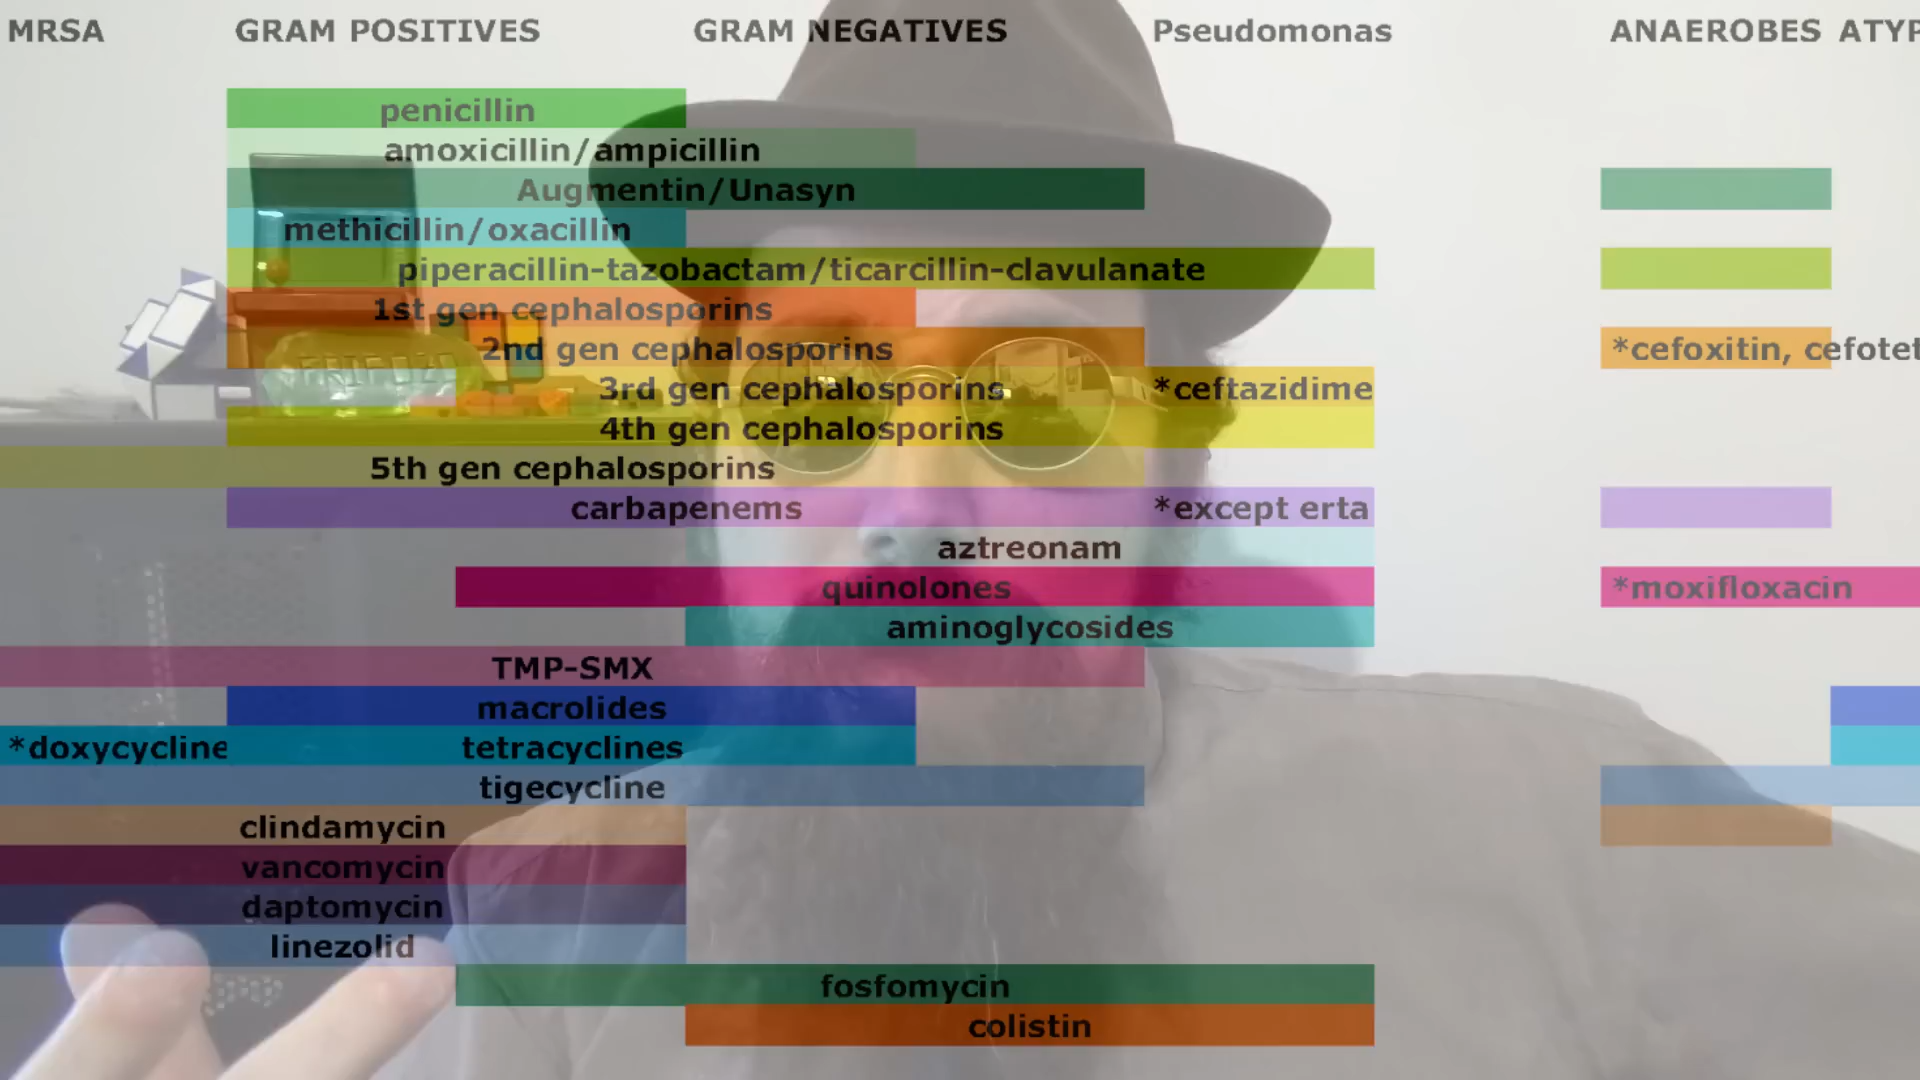 MRSA GRAM POSITIVES GRAM NEGATIVES Pseudomonas ANAEROBES ATYP
penicillin
amoxicillin/ampicillin
Augmentin/Unasyn
methicillin/oxacillin
piperacillin-tazobactam/ticarcillin-clavulanate
1st gen cephalosporins
2nd gen cephalosporins *cefoxitin, cefotet
3rd gen cephalosporins *ceftazidime
4th gen cephalosporins
5th gen cephalosporins
carbapenems *except erta
aztreonam
quinolones *moxifloxacin
aminoglycosides
TMP-SMX
macrolides
*doxycycline tetracyclines
tigecycline
clindamycin
vancomycin
daptomycin
linezolid
fosfomycin
colistin